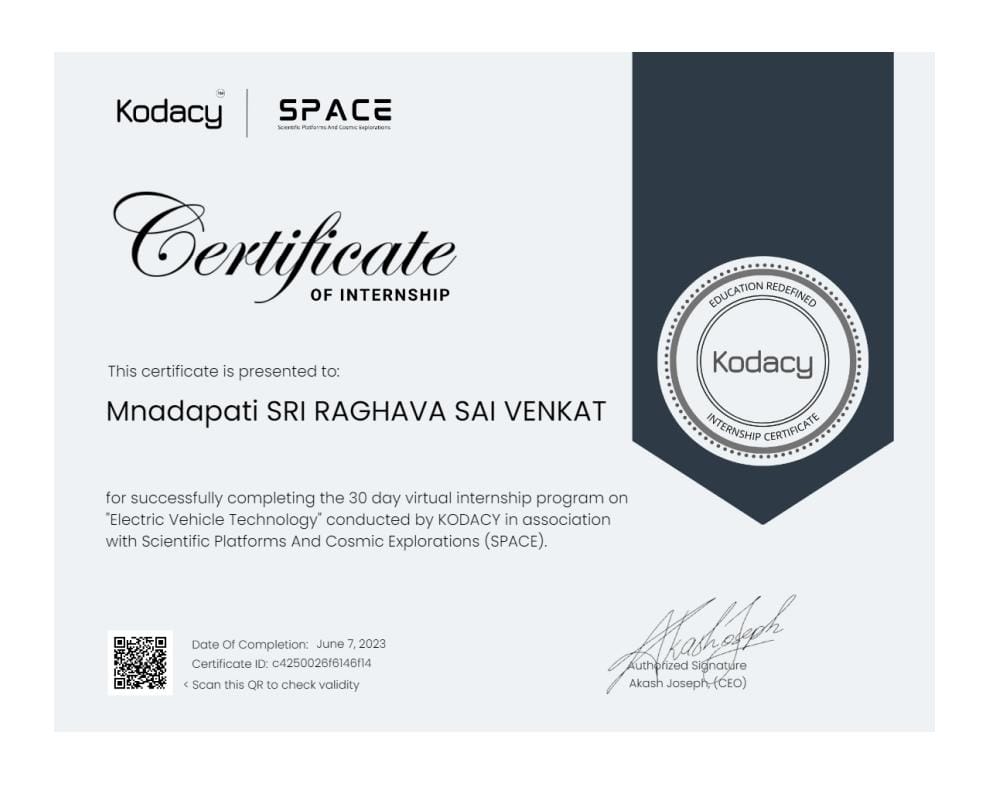 Kodacy TM
SPACE
Scientific Platforms And Cosmic Explorations
Certificate
OF INTERNSHIP
EDUCATION REDEFINED
Kodacy
INTERNSHIP CERTIFICATE
This certificate is presented to:
Mnadapati SRI RAGHAVA SAI VENKAT
for successfully completing the 30 day virtual internship program on
"Electric Vehicle Technology" conducted by KODACY in association
with Scientific Platforms And Cosmic Explorations (SPACE).
Date Of Completion: June 7, 2023
Certificate ID: c4250026f6146f14
< Scan this QR to check validity
Akash Joseph
Authorized Signature
Akash Joseph, (CEO)